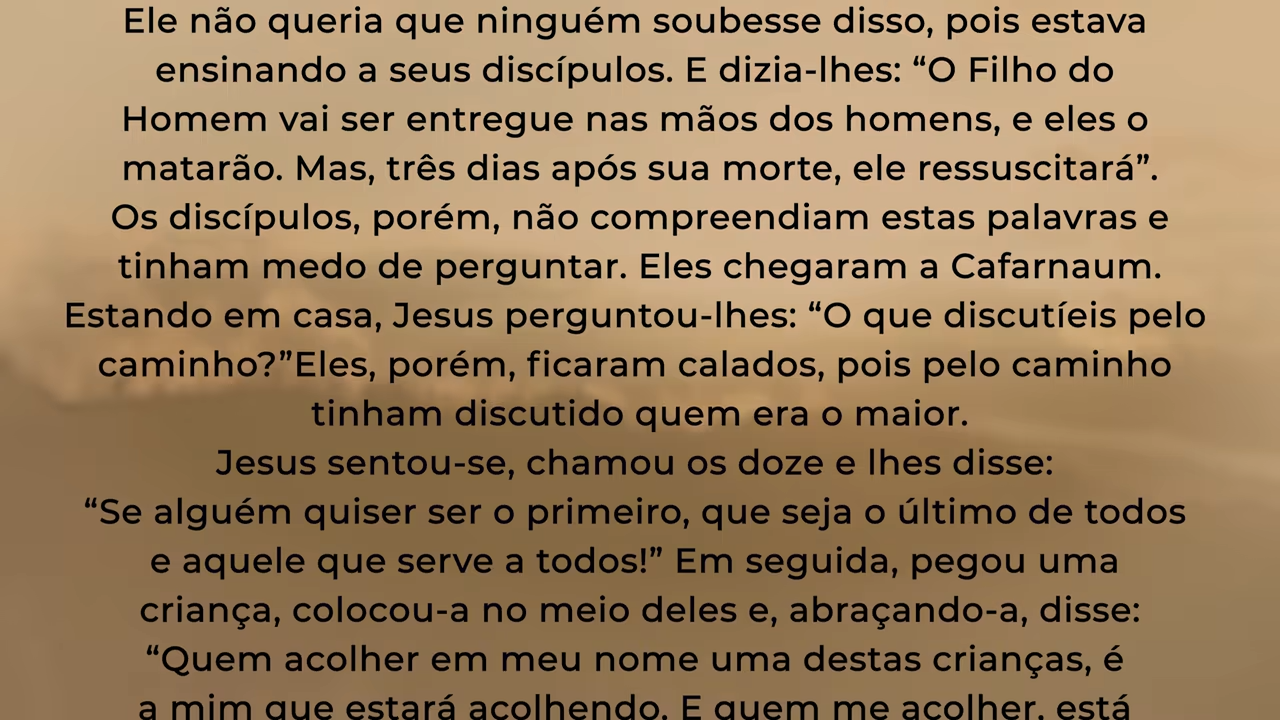 Ele não queria que ninguém soubesse disso, pois estava
ensinando a seus discípulos. E dizia-lhes: “O Filho do
Homem vai ser entregue nas mãos dos homens, e eles o
matarão. Mas, três dias após sua morte, ele ressuscitará”.
Os discípulos, porém, não compreendiam estas palavras e
tinham medo de perguntar. Eles chegaram a Cafarnaum.
Estando em casa, Jesus perguntou-lhes: “O que discutíeis pelo
caminho?”Eles, porém, ficaram calados, pois pelo caminho
tinham discutido quem era o maior.
Jesus sentou-se, chamou os doze e lhes disse:
“Se alguém quiser ser o primeiro, que seja o último de todos
e aquele que serve a todos!” Em seguida, pegou uma
criança, colocou-a no meio deles e, abraçando-a, disse:
“Quem acolher em meu nome uma destas crianças, é
a mim que estará acolhendo. E quem me acolher, está